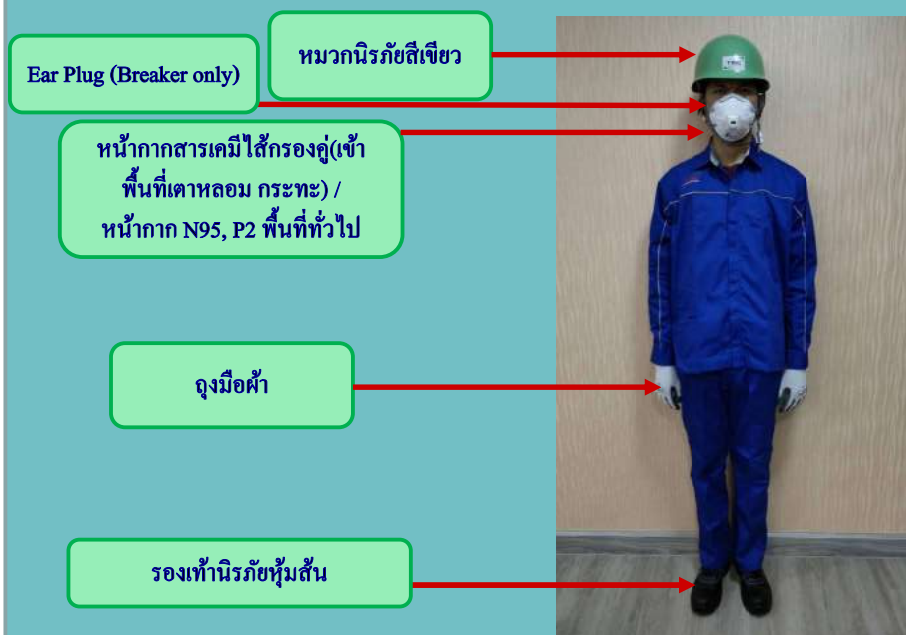 หมวกนิรภัยสีเขียว
Ear Plug (Breaker only)
หน้ากากสารเคมีไส้กรองคู่(เข้า
พื้นที่เตาหลอม กระทะ) /
หน้ากาก N95, P2 พื้นที่ทั่วไป
ถุงมือผ้า
รองเท้านิรภัยหุ้มส้น